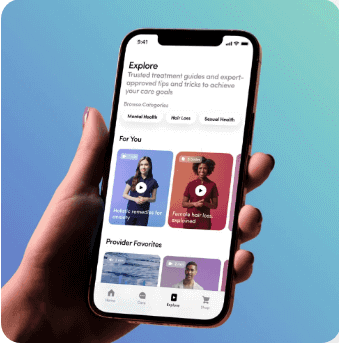 5:41
Explore
Trusted treatment guides and expert-
approved tips and tricks to achieve
your care goals
Browse Categories
Mental Health
Hair Loss
Sexual Health
For You
Holistic remedies for
anxiety
Female hair loss,
explained
Provider Favorites
Home
Care
Explore
Shop